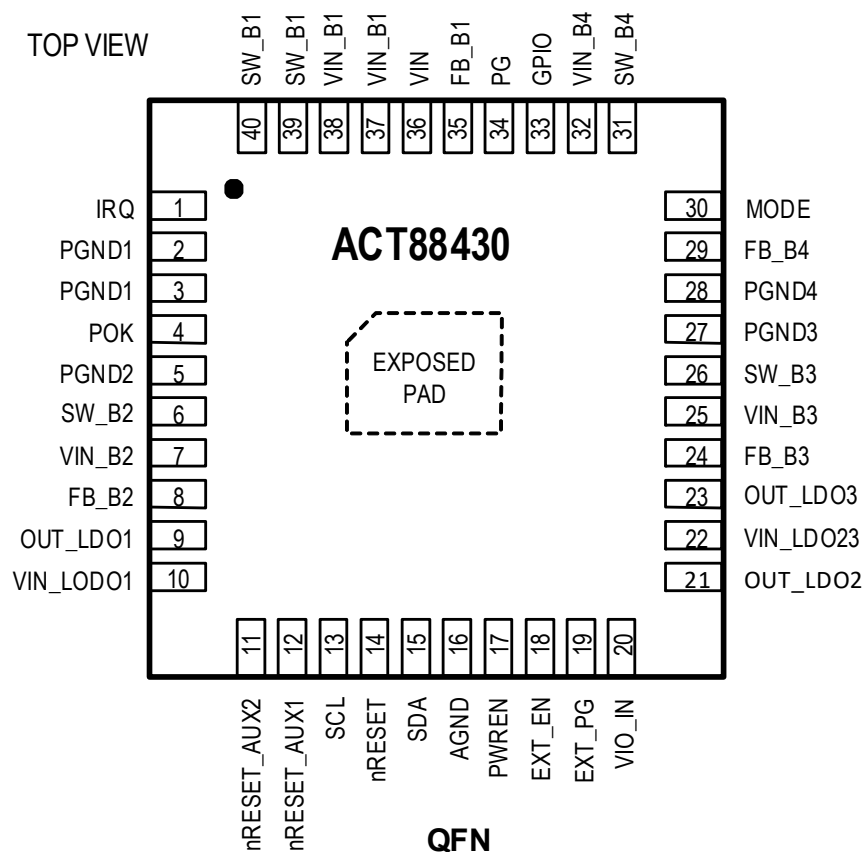 TOP VIEW
SW_B1
SW_B1
VIN_B1
VIN_B1
VIN
FB_B1
PG
GPIO
VIN_B4
SW_B4
40
39
38
37
36
35
34
33
32
31
IRQ 1
PGND1 2
PGND1 3
POK 4
PGND2 5
SW_B2 6
VIN_B2 7
FB_B2 8
OUT_LDO1 9
VIN_LODO1 10
ACT88430
EXPOSED
PAD
30 MODE
29 FB_B4
28 PGND4
27 PGND3
26 SW_B3
25 VIN_B3
24 FB_B3
23 OUT_LDO3
22 VIN_LDO23
21 OUT_LDO2
11
12
13
14
15
16
17
18
19
20
nRESET_AUX2
nRESET_AUX1
SCL
nRESET
SDA
AGND
PWREN
EXT_EN
EXT_PG
VIO_IN
QFN